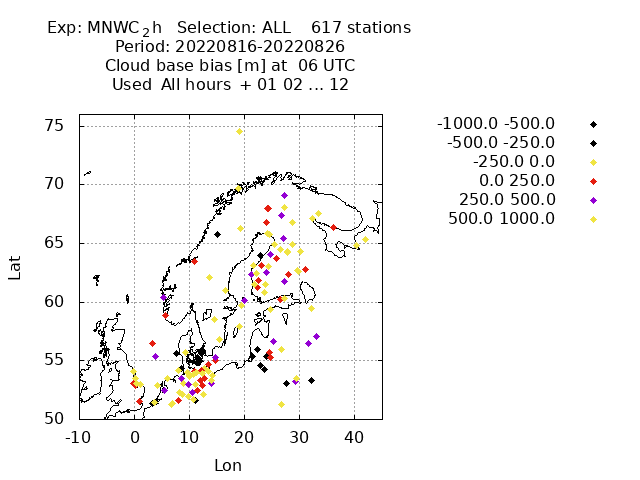 Exp: MNWC2h Selection: ALL 617 stations
Period: 20220816-20220826
Cloud base bias [m] at 06 UTC
Used All hours + 01 02 ... 12
-1000.0 -500.0
-500.0 -250.0
-250.0 0.0
0.0 250.0
250.0 500.0
500.0 1000.0
75
70
65
60
55
50
Lat
-10 0 10 20 30 40
Lon